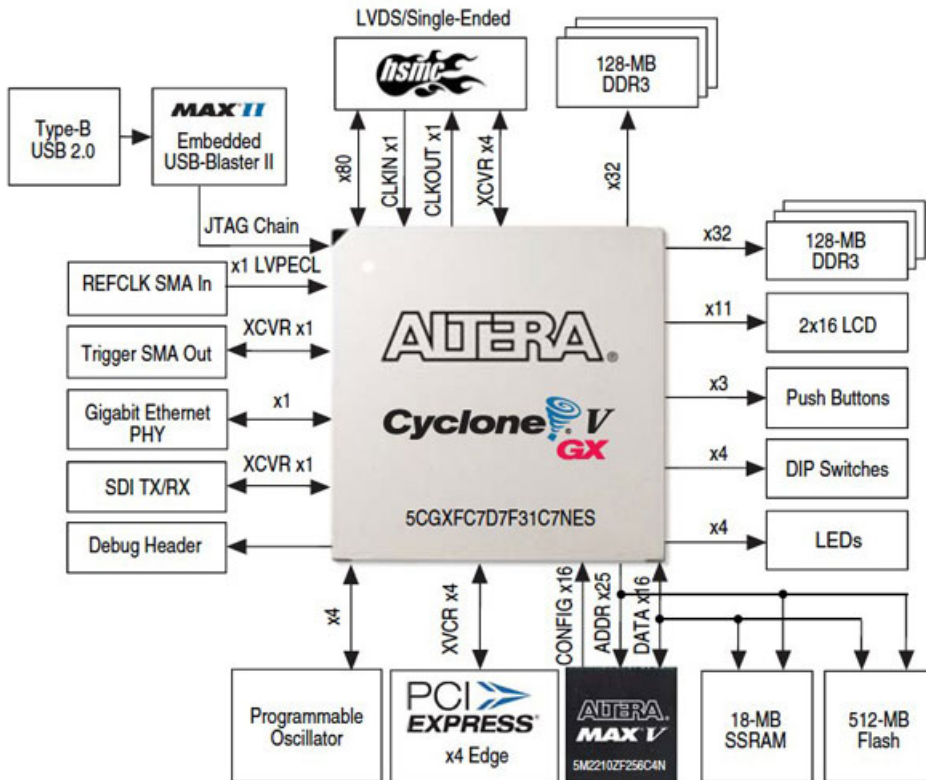 LVDS/Single-Ended
hsmc
128-MB
DDR3
Type-B
USB 2.0
MAX II
Embedded
USB-Blaster II
x80
CLKIN x1
CLKOUT x1
XCVR x4
x32
JTAG Chain
x32
128-MB
DDR3
x1 LVPECL
REFCLK SMA In
x11
2x16 LCD
XCVR x1
Trigger SMA Out
ALTERA®
x3
Push Buttons
x1
Gigabit Ethernet
PHY
Cyclone® V
GX
x4
DIP Switches
XCVR x1
SDI TX/RX
5CGXFC7D7F31C7NES
x4
LEDs
Debug Header
x4
XVCR x4
CONFIG x16
ADDR x25
DATA x16
Programmable
Oscillator
PCI
EXPRESS®
x4 Edge
ALTERA®
MAX V
5M2210ZF256C4N
18-MB
SSRAM
512-MB
Flash